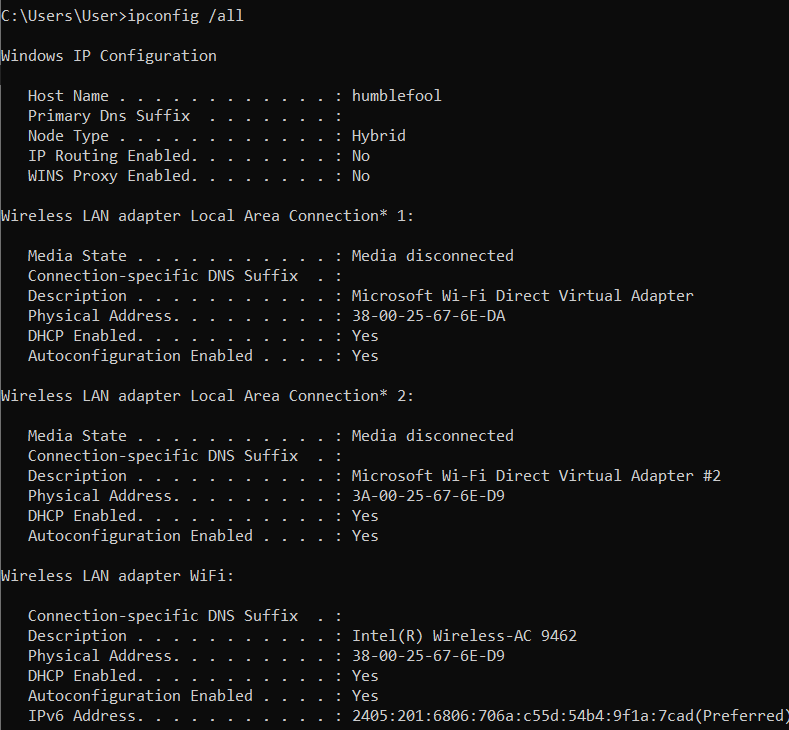 C:\Users\User>ipconfig /all
Windows IP Configuration
Host Name . . . . . . . . . . . . : humblefool
Primary Dns Suffix  . . . . . . . :
Node Type . . . . . . . . . . . . : Hybrid
IP Routing Enabled. . . . . . . . : No
WINS Proxy Enabled. . . . . . . . : No
Wireless LAN adapter Local Area Connection* 1:
Media State . . . . . . . . . . . : Media disconnected
Connection-specific DNS Suffix  . :
Description . . . . . . . . . . . : Microsoft Wi-Fi Direct Virtual Adapter
Physical Address. . . . . . . . . : 38-00-25-67-6E-DA
DHCP Enabled. . . . . . . . . . . : Yes
Autoconfiguration Enabled . . . . : Yes
Wireless LAN adapter Local Area Connection* 2:
Media State . . . . . . . . . . . : Media disconnected
Connection-specific DNS Suffix  . :
Description . . . . . . . . . . . : Microsoft Wi-Fi Direct Virtual Adapter #2
Physical Address. . . . . . . . . : 3A-00-25-67-6E-D9
DHCP Enabled. . . . . . . . . . . : Yes
Autoconfiguration Enabled . . . . : Yes
Wireless LAN adapter WiFi:
Connection-specific DNS Suffix  . :
Description . . . . . . . . . . . : Intel(R) Wireless-AC 9462
Physical Address. . . . . . . . . : 38-00-25-67-6E-D9
DHCP Enabled. . . . . . . . . . . : Yes
Autoconfiguration Enabled . . . . : Yes
IPv6 Address. . . . . . . . . . . : 2405:201:6806:706a:c55d:54b4:9f1a:7cad(Preferred)